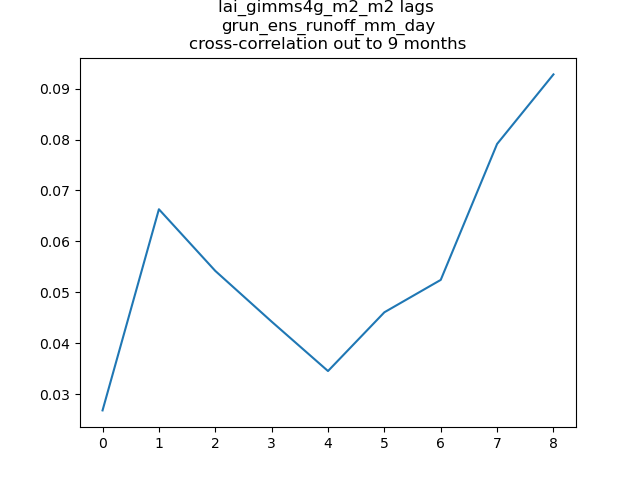 lai_gimms4g_m2_m2 lags
grun_ens_runoff_mm_day
cross-correlation out to 9 months
0.09
0.08
0.07
0.06
0.05
0.04
0.03
0 1 2 3 4 5 6 7 8